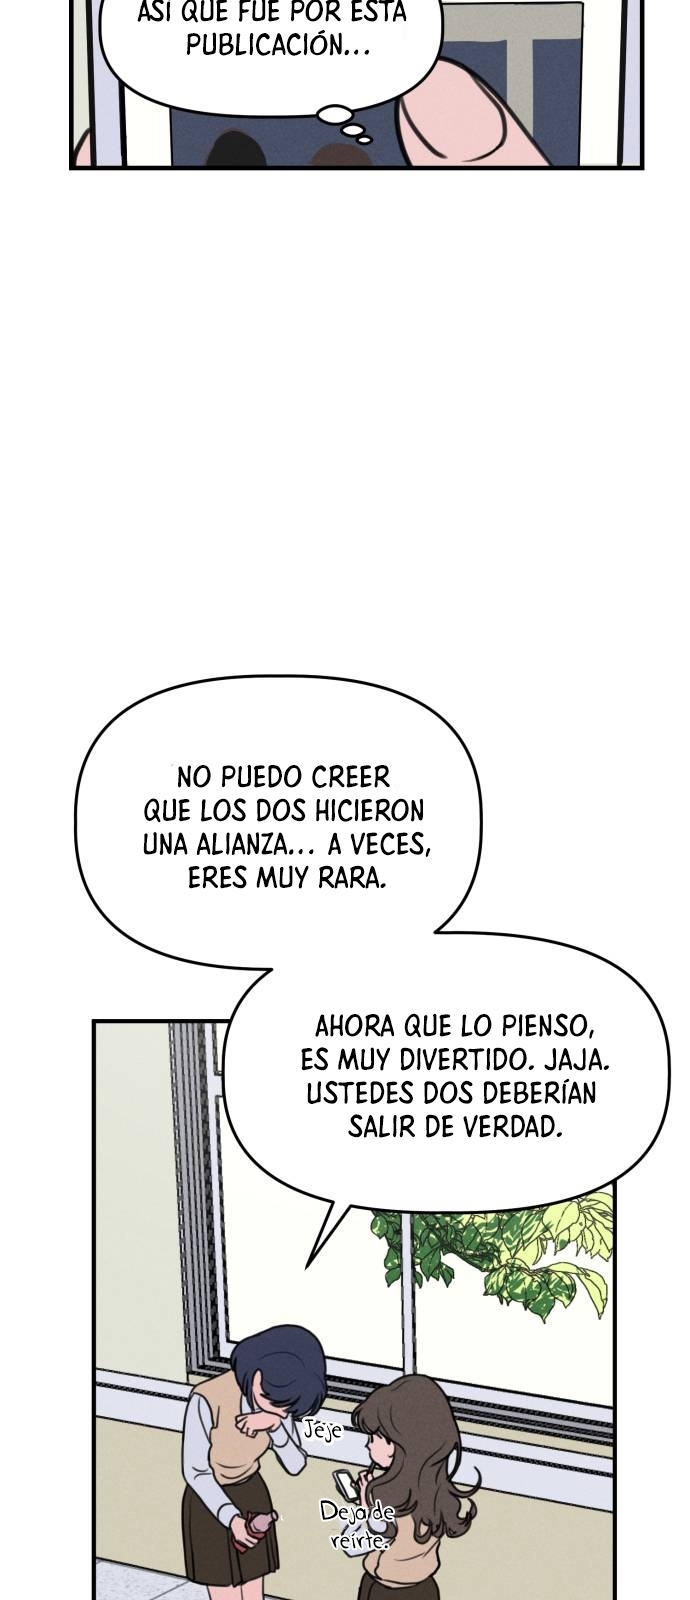 ASÍ QUE FUE POR ESTA
PUBLICACIÓN...
NO PUEDO CREER
QUE LOS DOS HICIERON
UNA ALIANZA... A VECES,
ERES MUY RARA.
AHORA QUE LO PIENSO,
ES MUY DIVERTIDO. JAJA.
USTEDES DOS DEBERÍAN
SALIR DE VERDAD.
Jéje
Deja de
reírte.